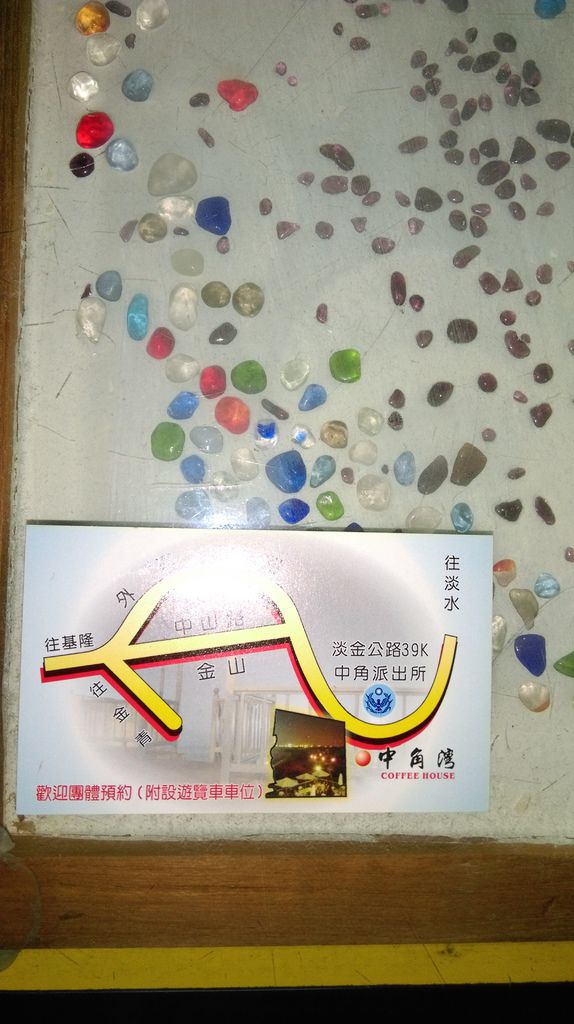 往淡水
外
中山路
往基隆
金山
淡金公路39K
中角派出所
往金青
中角灣
COFFEE HOUSE
歡迎團體預約(附設遊覽車車位)